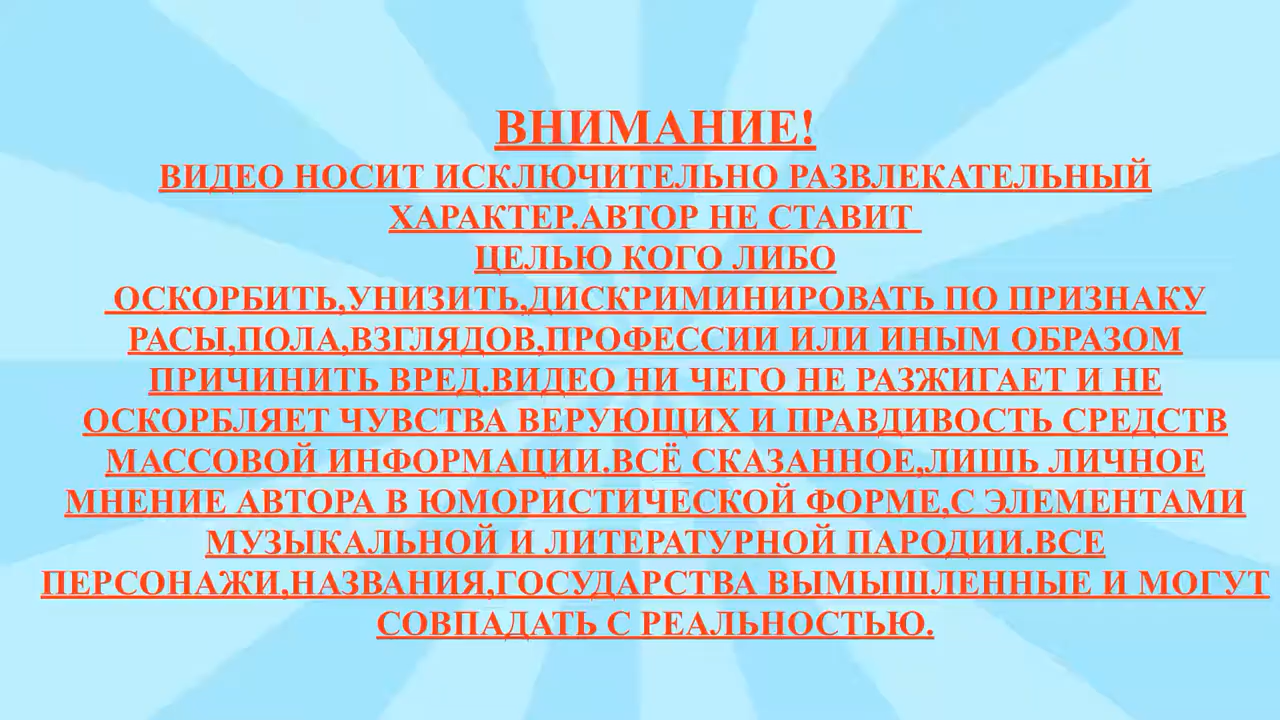 ВНИМАНИЕ!
ВИДЕО НОСИТ ИСКЛЮЧИТЕЛЬНО РАЗВЛЕКАТЕЛЬНЫЙ
ХАРАКТЕР.АВТОР НЕ СТАВИТ
ЦЕЛЬЮ КОГО ЛИБО
ОСКОРБИТЬ,УНИЗИТЬ,ДИСКРИМИНИРОВАТЬ ПО ПРИЗНАКУ
РАСЫ,ПОЛА,ВЗГЛЯДОВ,ПРОФЕССИИ ИЛИ ИНЫМ ОБРАЗОМ
ПРИЧИНИТЬ ВРЕД.ВИДЕО НИ ЧЕГО НЕ РАЗЖИГАЕТ И НЕ
ОСКОРБЛЯЕТ ЧУВСТВА ВЕРУЮЩИХ И ПРАВДИВОСТЬ СРЕДСТВ
МАССОВОЙ ИНФОРМАЦИИ.ВСЁ СКАЗАННОЕ,ЛИШЬ ЛИЧНОЕ
МНЕНИЕ АВТОРА В ЮМОРИСТИЧЕСКОЙ ФОРМЕ,С ЭЛЕМЕНТАМИ
МУЗЫКАЛЬНОЙ И ЛИТЕРАТУРНОЙ ПАРОДИИ.ВСЕ
ПЕРСОНАЖИ,НАЗВАНИЯ,ГОСУДАРСТВА ВЫМЫШЛЕННЫЕ И МОГУТ
СОВПАДАТЬ С РЕАЛЬНОСТЬЮ.